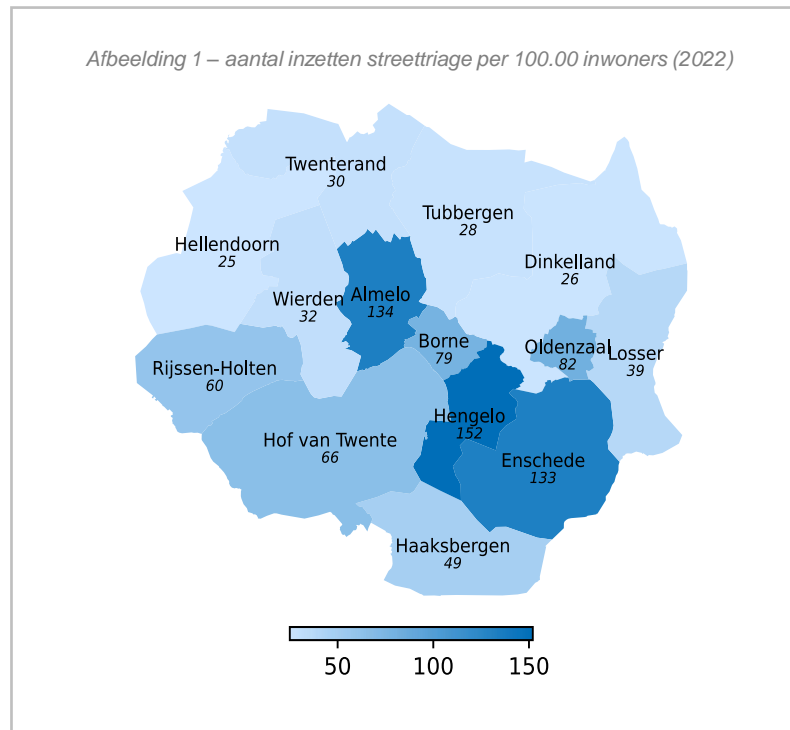 Afbeelding 1 – aantal inzetten streettriage per 100.00 inwoners (2022)
Twenterand
30
Tubbergen
28
Hellendoorn
25
Dinkelland
26
Wierden
32
Almelo
134
Borne
79
Oldenzaal
82
Losser
39
Rijssen-Holten
60
Hengelo
152
Hof van Twente
66
Enschede
133
Haaksbergen
49
50 100 150